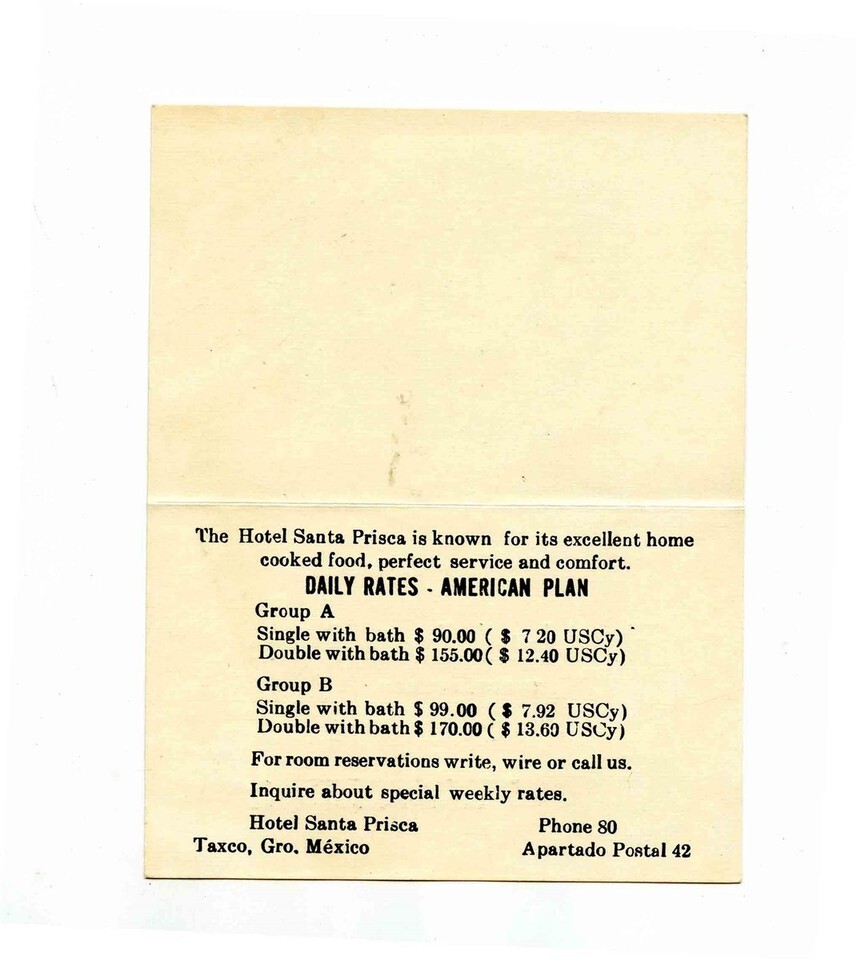 The Hotel Santa Prisca is known for its excellent home
cooked food, perfect service and comfort.
DAILY RATES - AMERICAN PLAN
Group A
Single with bath $ 90.00 ( $ 7 20 USCy)
Double with bath $ 155.00( $ 12.40 USCy)
Group B
Single with bath $ 99.00 ( $ 7.92 USCy)
Double with bath $ 170.00 ( $ 13.60 USCy)
For room reservations write, wire or call us.
Inquire about special weekly rates.
Hotel Santa Prisca Phone 80
Taxco, Gro. México Apartado Postal 42